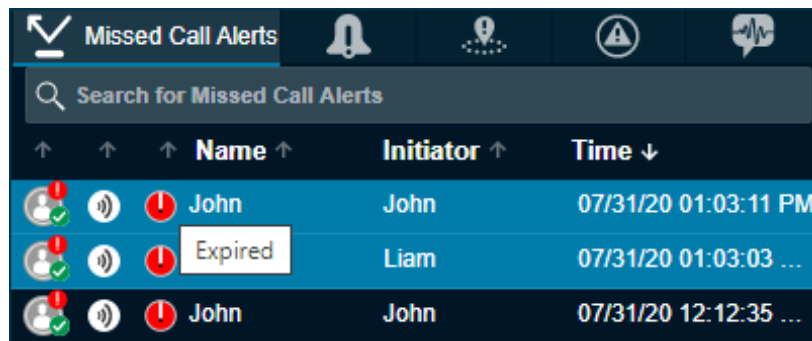 Missed Call Alerts
Search for Missed Call Alerts
Name Initiator Time
John John 07/31/20 01:03:11 PM
Expired Liam 07/31/20 01:03:03 ...
John John 07/31/20 12:12:35 ...